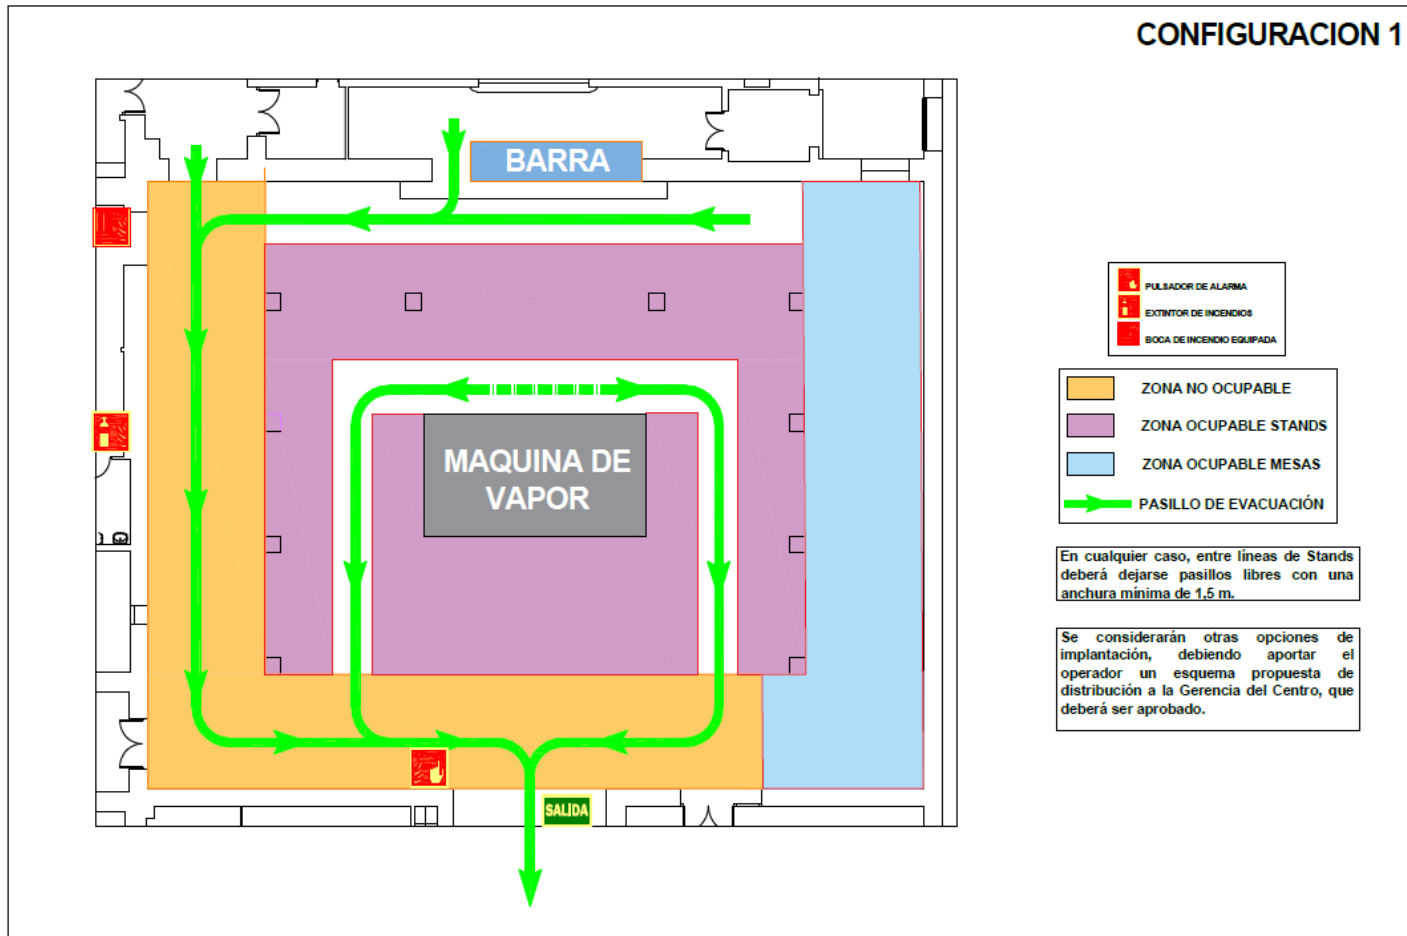 CONFIGURACION 1
BARRA
MAQUINA DE
VAPOR
SALIDA
PULSADOR DE ALARMA
EXTINTOR DE INCENDIOS
BOCA DE INCENDIO EQUIPADA
ZONA NO OCUPABLE
ZONA OCUPABLE STANDS
ZONA OCUPABLE MESAS
PASILLO DE EVACUACIÓN
En cualquier caso, entre líneas de Stands
deberá dejarse pasillos libres con una
anchura mínima de 1,5 m.
Se considerarán otras opciones de
implantación, debiendo aportar el
operador un esquema propuesta de
distribución a la Gerencia del Centro, que
deberá ser aprobado.